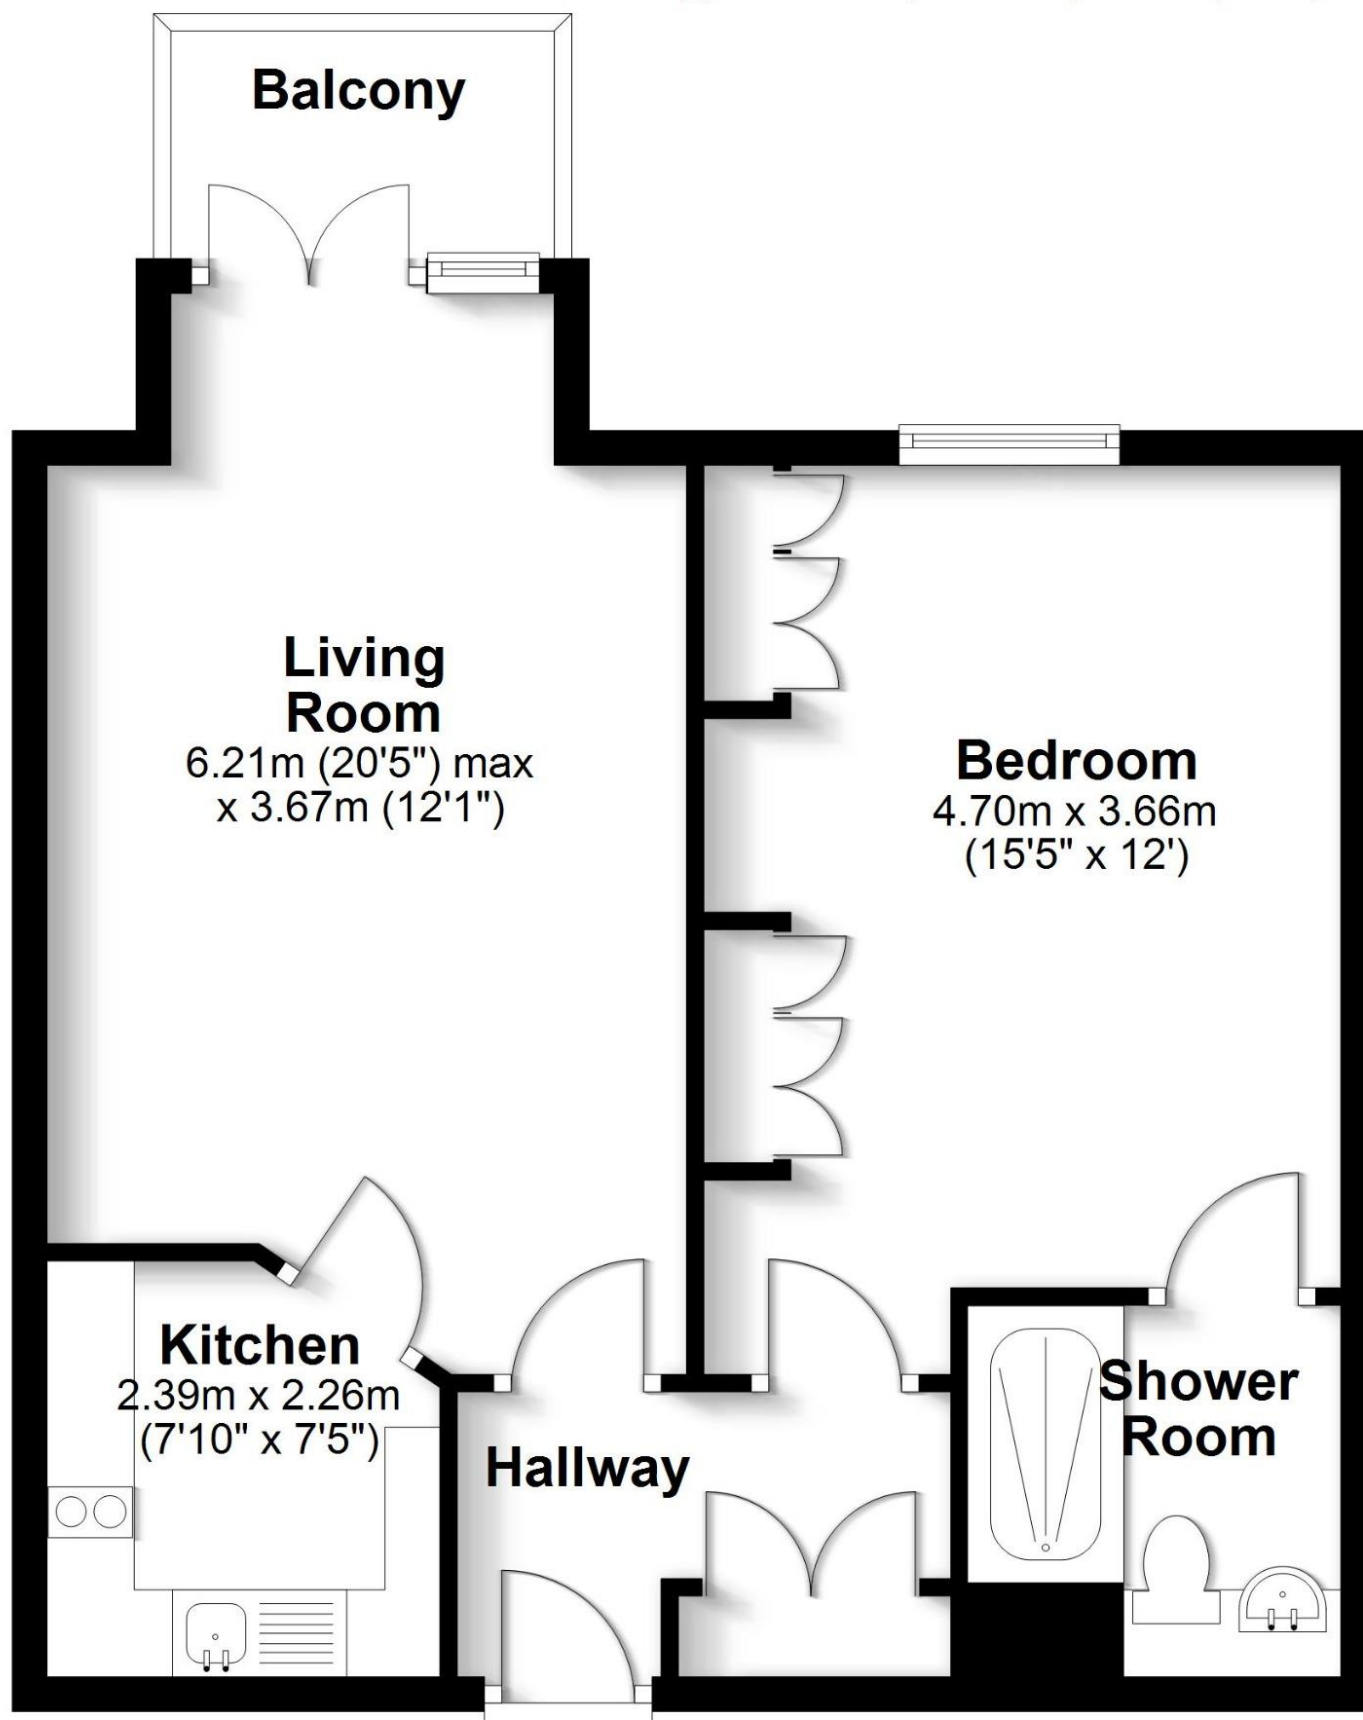 Balcony
Living
Room
6.21m (20'5") max
x 3.67m (12'1")
Bedroom
4.70m x 3.66m
(15'5" x 12')
Kitchen
2.39m x 2.26m
(7'10" x 7'5")
Shower
Room
Hallway